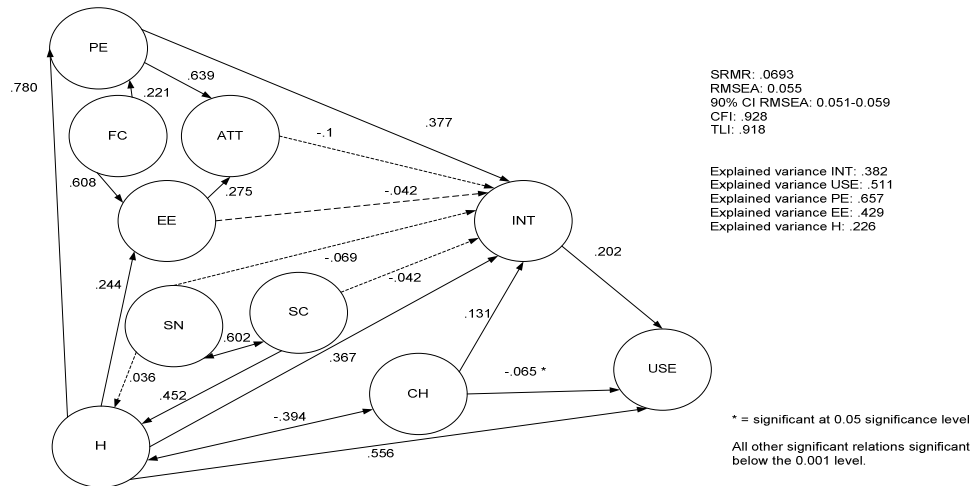 PE
.780
.639
.221
FC
ATT
-.1
.377
.608
.275
EE
-.042
INT
-.069
-.042
.202
.244
SN
SC
.602
.131
.036
.367
.452
CH
-.065 *
USE
-.394
H
.556
SRMR: .0693
RMSEA: 0.055
90% CI RMSEA: 0.051-0.059
CFI: .928
TLI: .918
Explained variance INT: .382
Explained variance USE: .511
Explained variance PE: .657
Explained variance EE: .429
Explained variance H: .226
* = significant at 0.05 significance level
All other significant relations significant
below the 0.001 level.